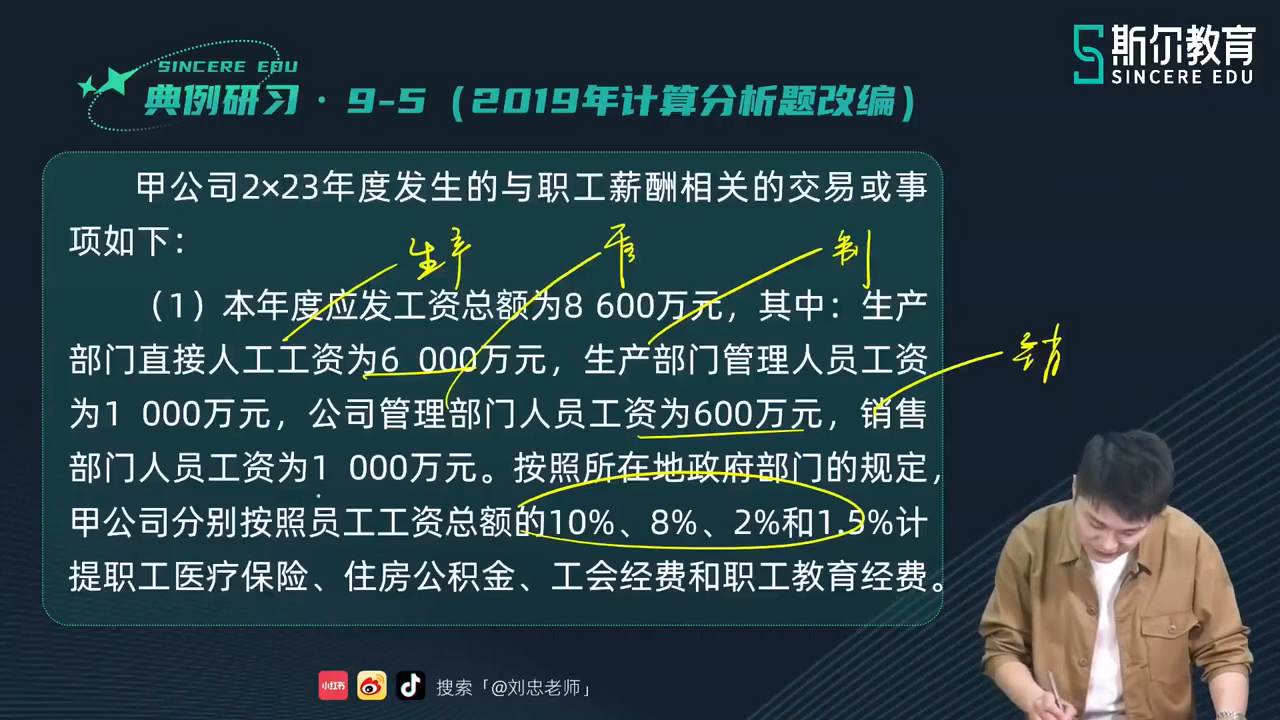 斯尔教育
SINCERE EDU
SINCERE EDU
典例研习·9-5（2019年计算分析题改编）
甲公司2×23年度发生的与职工薪酬相关的交易或事
项如下：
生产
管
制
（1）本年度应发工资总额为8 600万元，其中：生产
部门直接人工工资为6 000万元，生产部门管理人员工资
销
为1 000万元，公司管理部门人员工资为600万元，销售
部门人员工资为1 000万元。按照所在地政府部门的规定，
甲公司分别按照员工工资总额的10%、8%、2%和1.5%计
提职工医疗保险、住房公积金、工会经费和职工教育经费。
小红书
搜索「@刘忠老师」